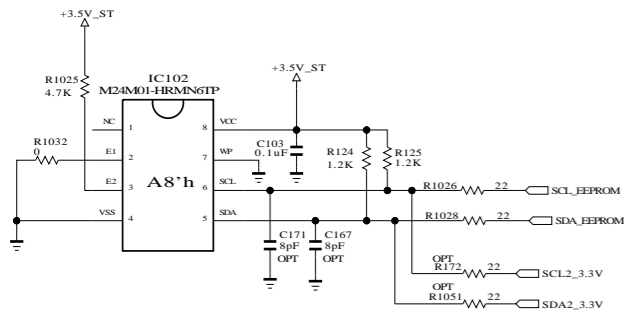 +3.5V_ST
IC102
M24M01-HRMN6TP
+3.5V_ST
R1025
4.7K
NC
1
8
VCC
C103
0.1uF
R124
1.2K
R125
1.2K
R1032
0
E1
2
7
WP
A8'h
E2
3
6
SCL
R1026
22
SCL_EEPROM
VSS
4
5
SDA
R1028
22
SDA_EEPROM
C171
8pF
OPT
C167
8pF
OPT
OPT
R172
22
SCL2_3.3V
OPT
R1051
22
SDA2_3.3V